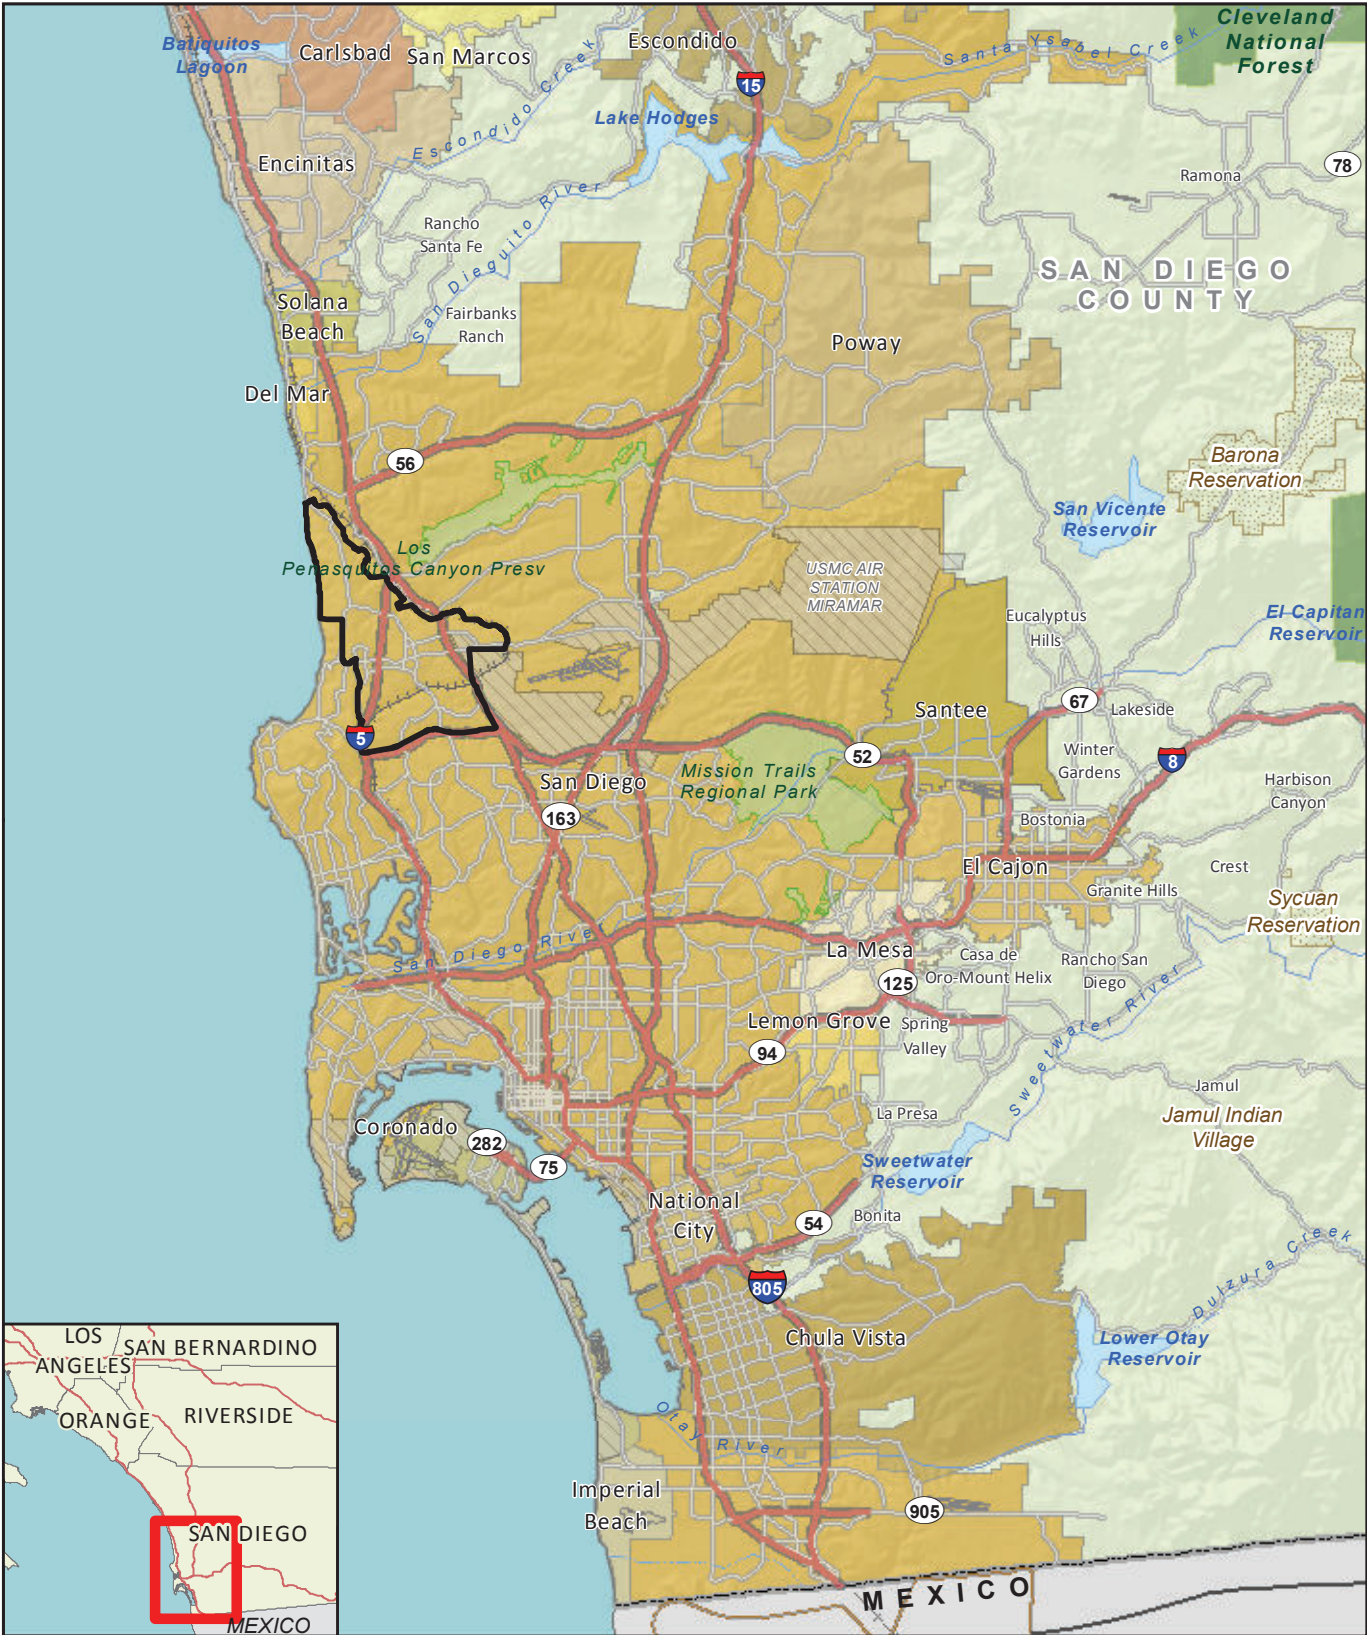 Cleveland
National
Forest
Batiquitos
Lagoon
Carlsbad
San Marcos
Escondido
Santa Ysabel Creek
15
Escondido Creek
Lake Hodges
Encinitas
78
Ramona
San Dieguito River
Rancho
Santa Fe
SAN DIEGO
COUNTY
Solana
Beach
Fairbanks
Ranch
Poway
Del Mar
56
Barona
Reservation
San Vicente
Reservoir
Los
Penasquitos Canyon Presv
USMC AIR
STATION
MIRAMAR
Eucalyptus
Hills
El Capitan
Reservoir
67
Lakeside
Santee
5
52
Winter
Gardens
8
San Diego
Mission Trails
Regional Park
Harbison
Canyon
163
Bostonia
El Cajon
Crest
Granite Hills
Sycuan
Reservation
San Diego River
La Mesa
Casa de
Oro-Mount Helix
Rancho San
Diego
125
Lemon Grove
Spring
Valley
94
Sweetwater River
Jamul
La Presa
Jamul Indian
Village
Coronado
282
75
Sweetwater
Reservoir
National
City
54
Bonita
Dulzura Creek
805
Chula Vista
Lower Otay
Reservoir
Otay River
Imperial
Beach
905
MEXICO
LOS
ANGELES
SAN BERNARDINO
ORANGE
RIVERSIDE
SAN DIEGO
MEXICO